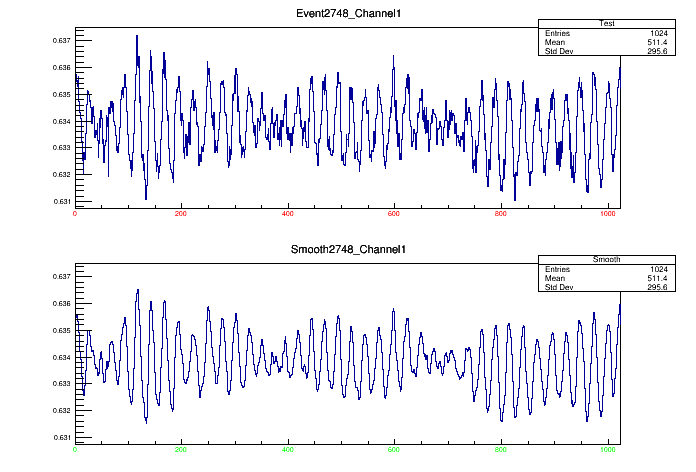 Event2748_Channel1
Test
Entries 1024
Mean 511.4
Std Dev 295.6
0.637
0.636
0.635
0.634
0.633
0.632
0.631
0 200 400 600 800 1000
Smooth2748_Channel1
Smooth
Entries 1024
Mean 511.4
Std Dev 295.6
0.637
0.636
0.635
0.634
0.633
0.632
0.631
0 200 400 600 800 1000